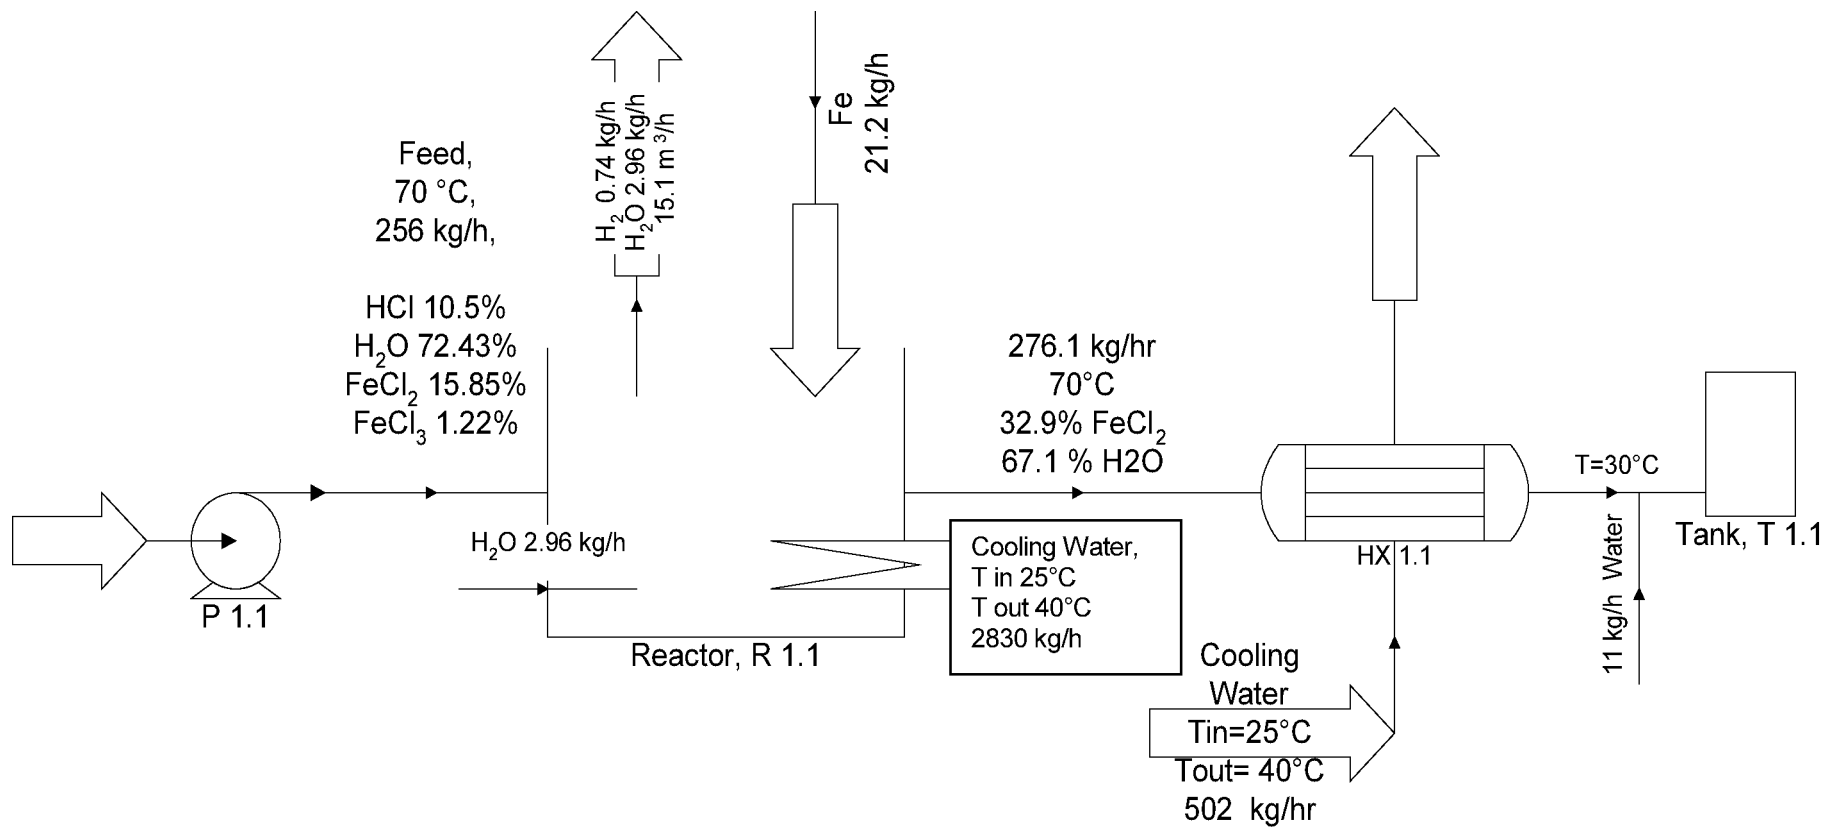 Feed,
70 °C,
256 kg/h,
HCl 10.5%
H₂O 72.43%
FeCl₂ 15.85%
FeCl₃ 1.22%
P 1.1
H₂ 0.74 kg/h
H₂O 2.96 kg/h
15.1 m³/h
Fe
21.2 kg/h
H₂O 2.96 kg/h
Reactor, R 1.1
Cooling Water,
T in 25°C
T out 40°C
2830 kg/h
276.1 kg/hr
70°C
32.9% FeCl₂
67.1 % H2O
HX 1.1
Cooling
Water
Tin=25°C
Tout= 40°C
502 kg/hr
T=30°C
11 kg/h Water
Tank, T 1.1